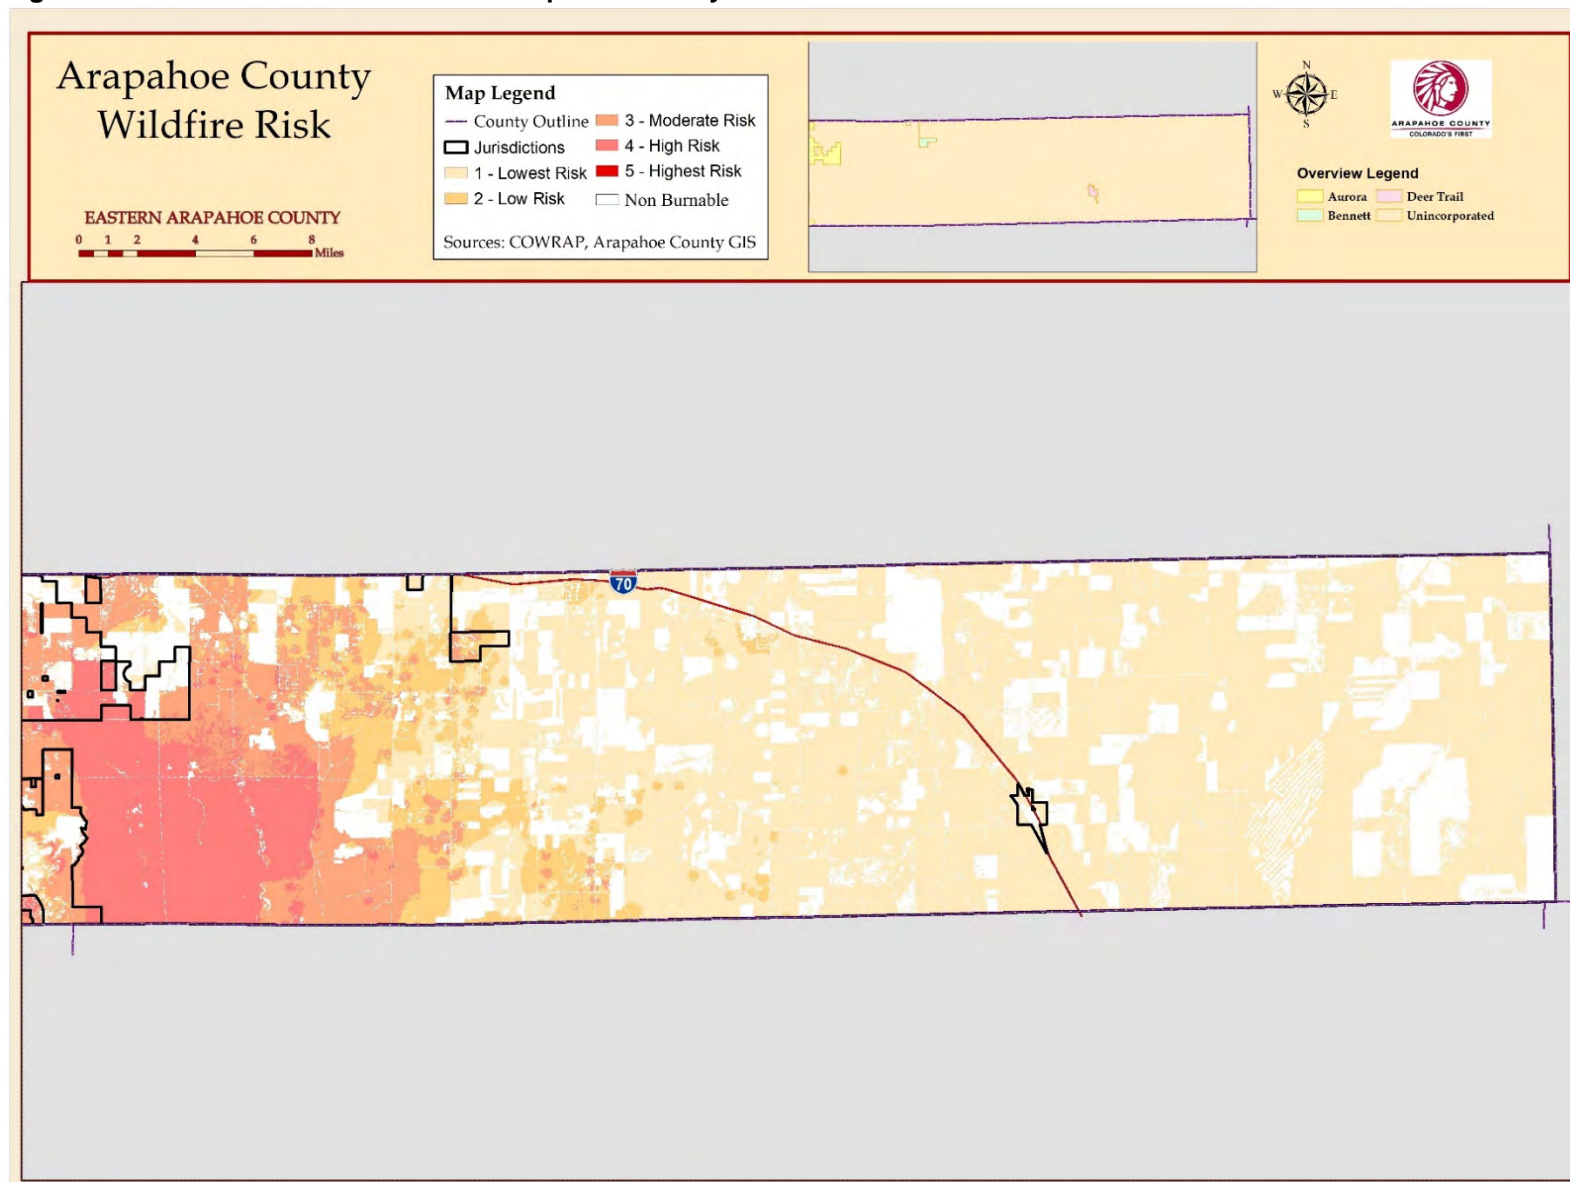 Arapahoe County
Wildfire Risk
EASTERN ARAPAHOE COUNTY
0 1 2 4 6 8
Miles
Map Legend
County Outline
Jurisdictions
1 - Lowest Risk
2 - Low Risk
3 - Moderate Risk
4 - High Risk
5 - Highest Risk
Non Burnable
Sources: COWRAP, Arapahoe County GIS
N
W E
S
ARAPAHOE COUNTY
COLORADO'S FIRST
Overview Legend
Aurora
Bennett
Deer Trail
Unincorporated
70